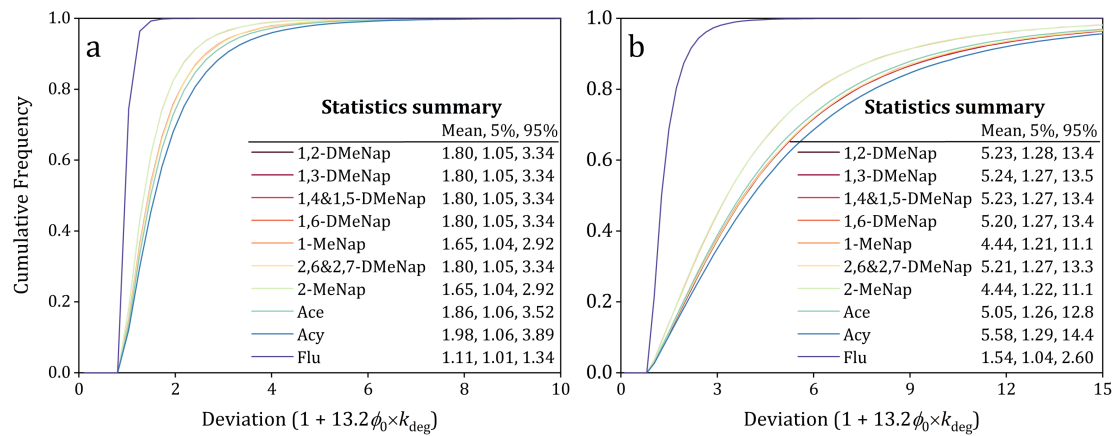 a
Statistics summary
Mean, 5%, 95%
1,2-DMeNap 1.80, 1.05, 3.34
1,3-DMeNap 1.80, 1.05, 3.34
1,4&1,5-DMeNap 1.80, 1.05, 3.34
1,6-DMeNap 1.80, 1.05, 3.34
1-MeNap 1.65, 1.04, 2.92
2,6&2,7-DMeNap 1.80, 1.05, 3.34
2-MeNap 1.65, 1.04, 2.92
Ace 1.86, 1.06, 3.52
Acy 1.98, 1.06, 3.89
Flu 1.11, 1.01, 1.34
1.0
0.8
0.6
0.4
0.2
0.0
Cumulative Frequency
0 2 4 6 8 10
Deviation (1 + 13.2ϕ₀×k_deg)
b
Statistics summary
Mean, 5%, 95%
1,2-DMeNap 5.23, 1.28, 13.4
1,3-DMeNap 5.24, 1.27, 13.5
1,4&1,5-DMeNap 5.23, 1.27, 13.4
1,6-DMeNap 5.20, 1.27, 13.4
1-MeNap 4.44, 1.21, 11.1
2,6&2,7-DMeNap 5.21, 1.27, 13.3
2-MeNap 4.44, 1.22, 11.1
Ace 5.05, 1.26, 12.8
Acy 5.58, 1.29, 14.4
Flu 1.54, 1.04, 2.60
1.0
0.8
0.6
0.4
0.2
0.0
0 3 6 9 12 15
Deviation (1 + 13.2ϕ₀×k_deg)